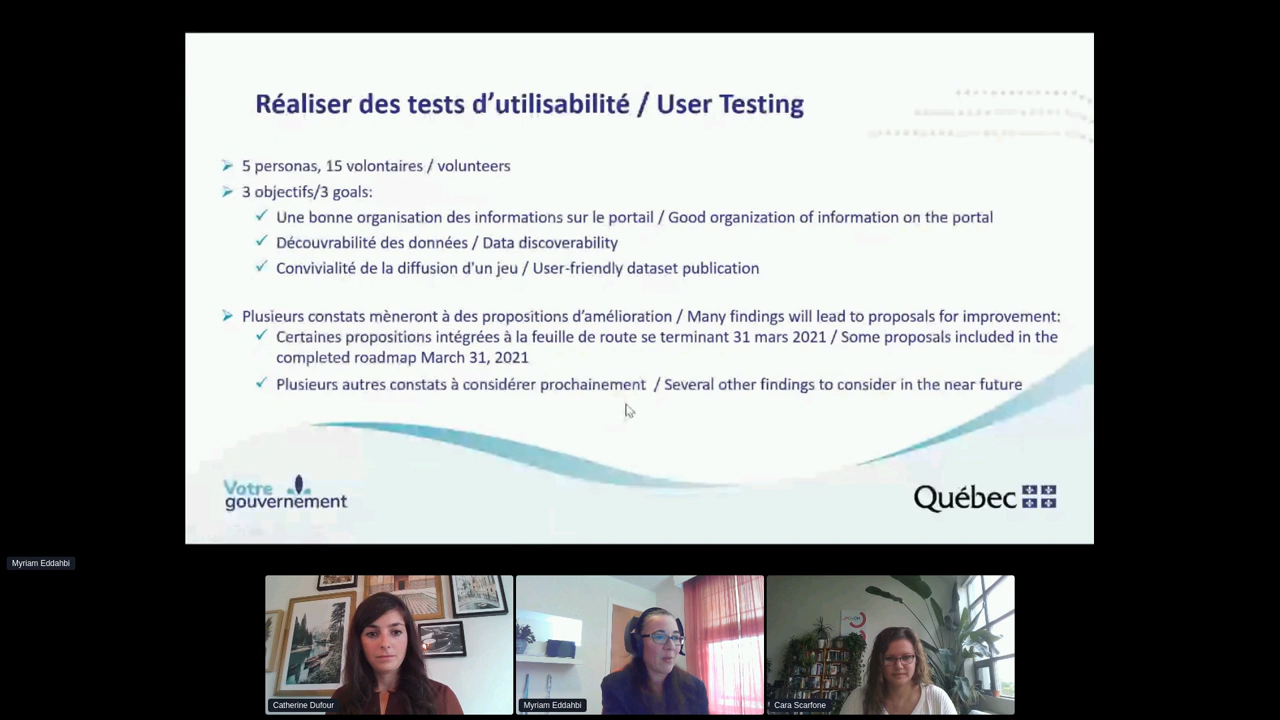 Réaliser des tests d’utilisabilité / User Testing
5 personas, 15 volontaires / volunteers
3 objectifs/3 goals:
Une bonne organisation des informations sur le portail / Good organization of information on the portal
Découvrabilité des données / Data discoverability
Convivialité de la diffusion d'un jeu / User-friendly dataset publication
Plusieurs constats mèneront à des propositions d’amélioration / Many findings will lead to proposals for improvement:
Certaines propositions intégrées à la feuille de route se terminant 31 mars 2021 / Some proposals included in the
completed roadmap March 31, 2021
Plusieurs autres constats à considérer prochainement / Several other findings to consider in the near future
Votre
gouvernement
Québec
Myriam Eddahbi
Catherine Dufour
Myriam Eddahbi
Cara Scarfone